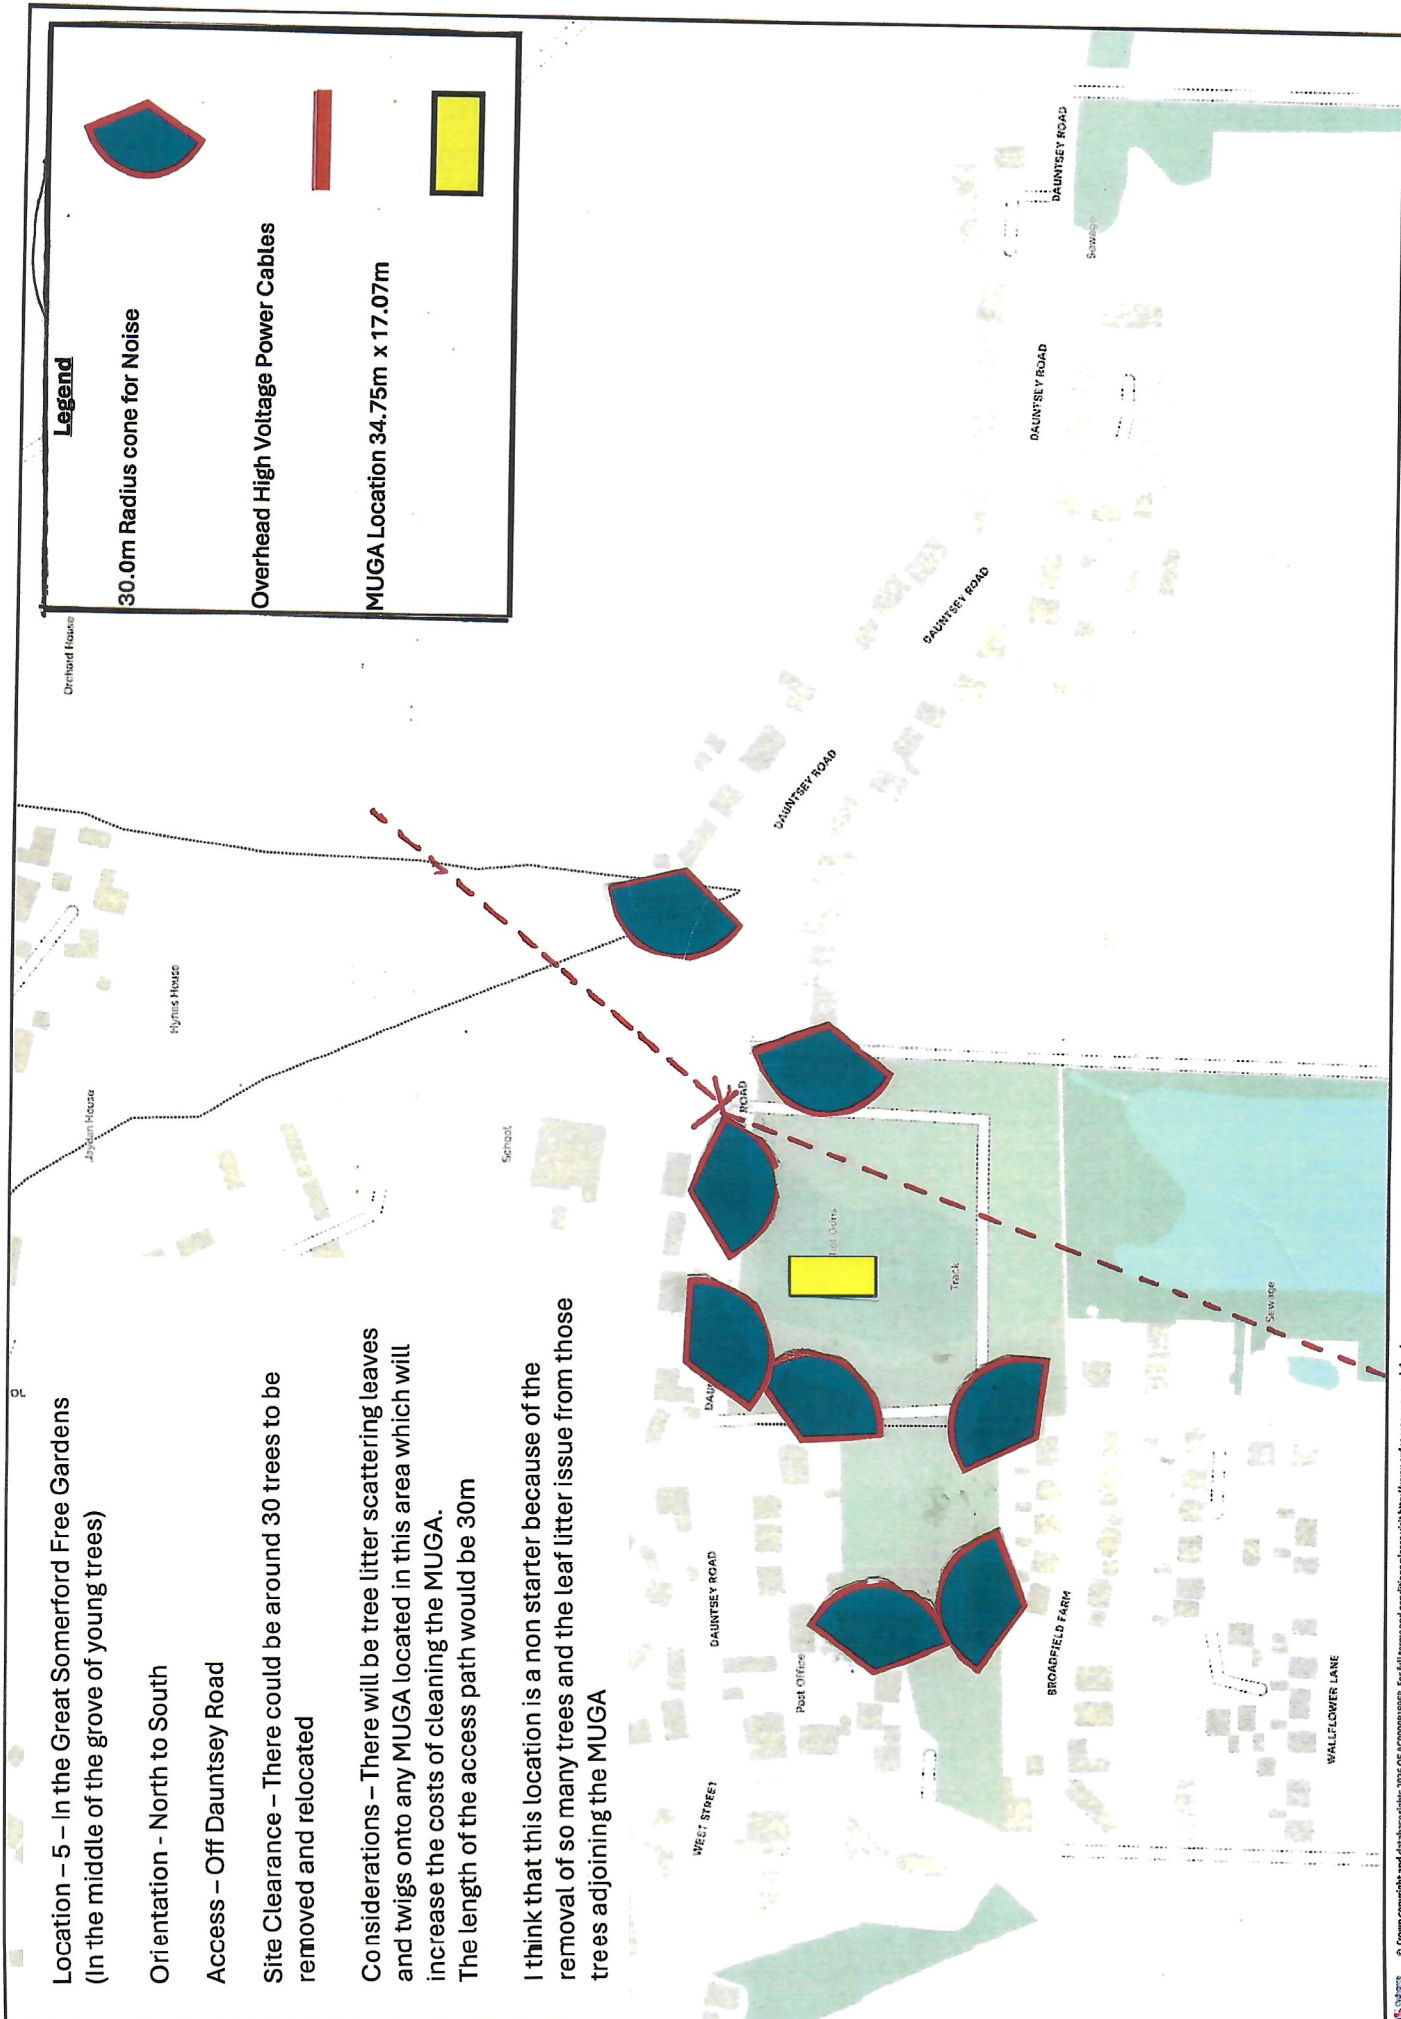 Location – 5 – In the Great Somerford Free Gardens
(In the middle of the grove of young trees)
Orientation - North to South
Access – Off Dauntsey Road
Site Clearance – There could be around 30 trees to be
removed and relocated
Considerations – There will be tree litter scattering leaves
and twigs onto any MUGA located in this area which will
increase the costs of cleaning the MUGA.
The length of the access path would be 30m
I think that this location is a non starter because of the
removal of so many trees and the leaf litter issue from those
trees adjoining the MUGA
Legend
30.0m Radius cone for Noise
Overhead High Voltage Power Cables
MUGA Location 34.75m x 17.07m
Orchard House
Hynes House
Jaydan House
School
ROAD
DAUNTSEY ROAD
DAUNTSEY ROAD
DAUNTSEY ROAD
DAUNTSEY ROAD
Sewage
Track
Sewage
DAUNTSEY ROAD
Post Office
WEST STREET
BROADFIELD FARM
WALLFLOWER LANE